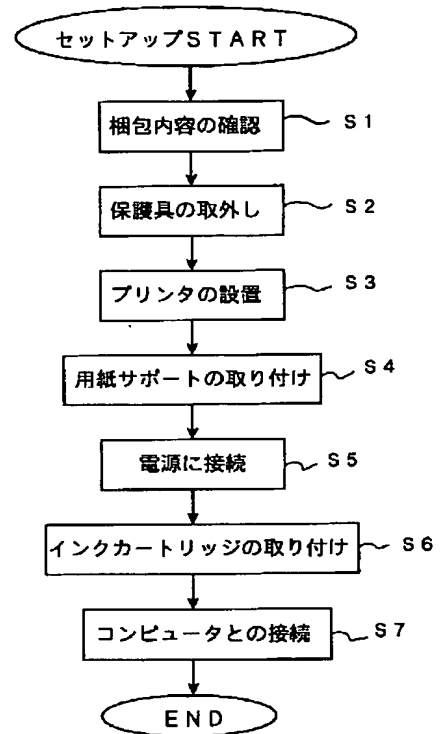 セットアップSTART
梱包内容の確認 S1
保護具の取外し S2
プリンタの設置 S3
用紙サポートの取り付け S4
電源に接続 S5
インクカートリッジの取り付け S6
コンピュータとの接続 S7
END